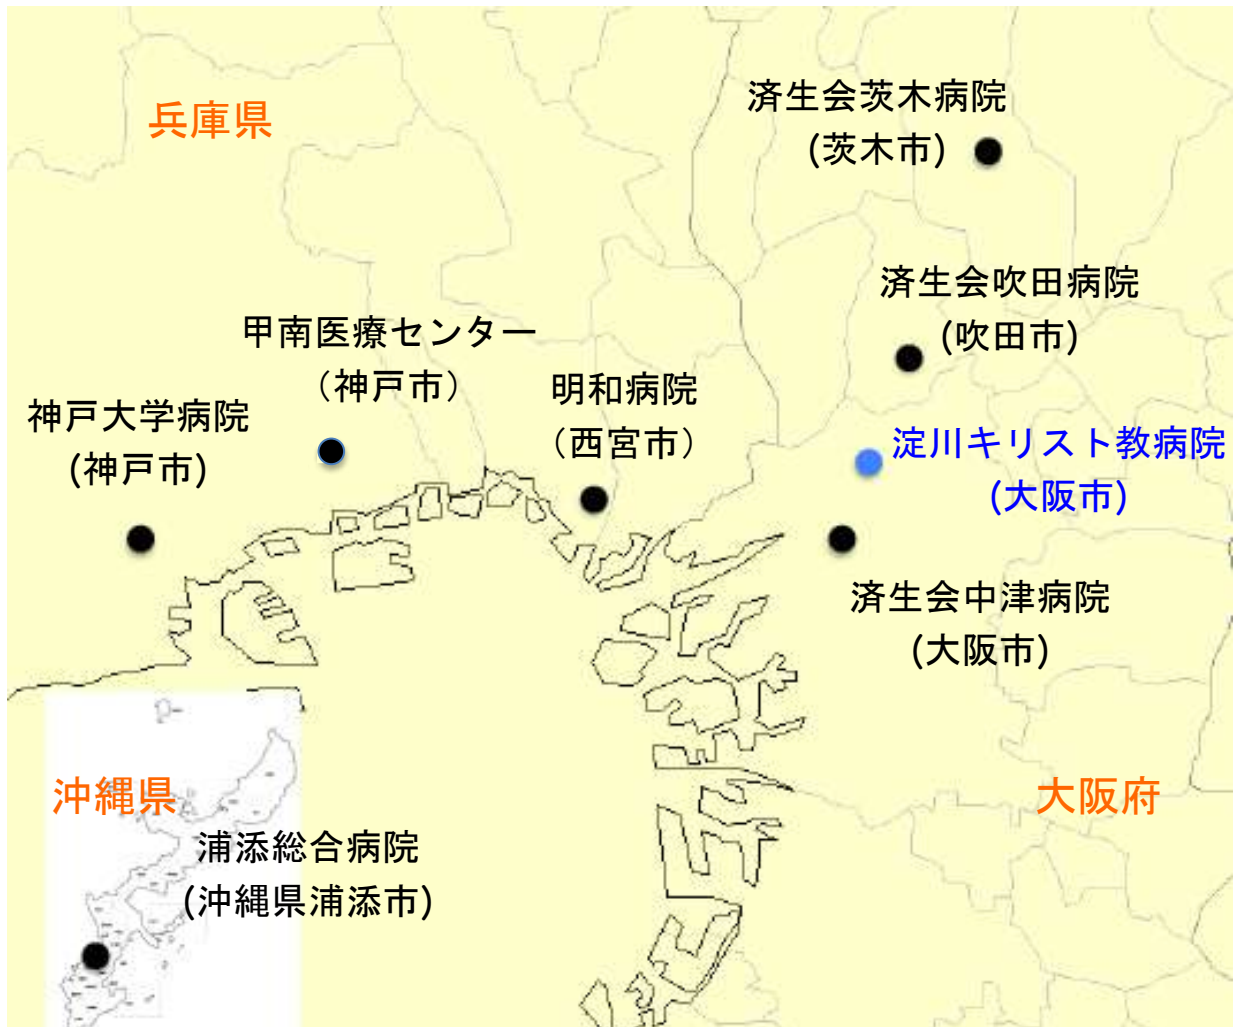 兵庫県
済生会茨木病院
(茨木市)
済生会吹田病院
(吹田市)
甲南医療センター
（神戸市）
明和病院
（西宮市）
神戸大学病院
(神戸市)
淀川キリスト教病院
(大阪市)
済生会中津病院
(大阪市)
沖縄県
大阪府
浦添総合病院
(沖縄県浦添市)